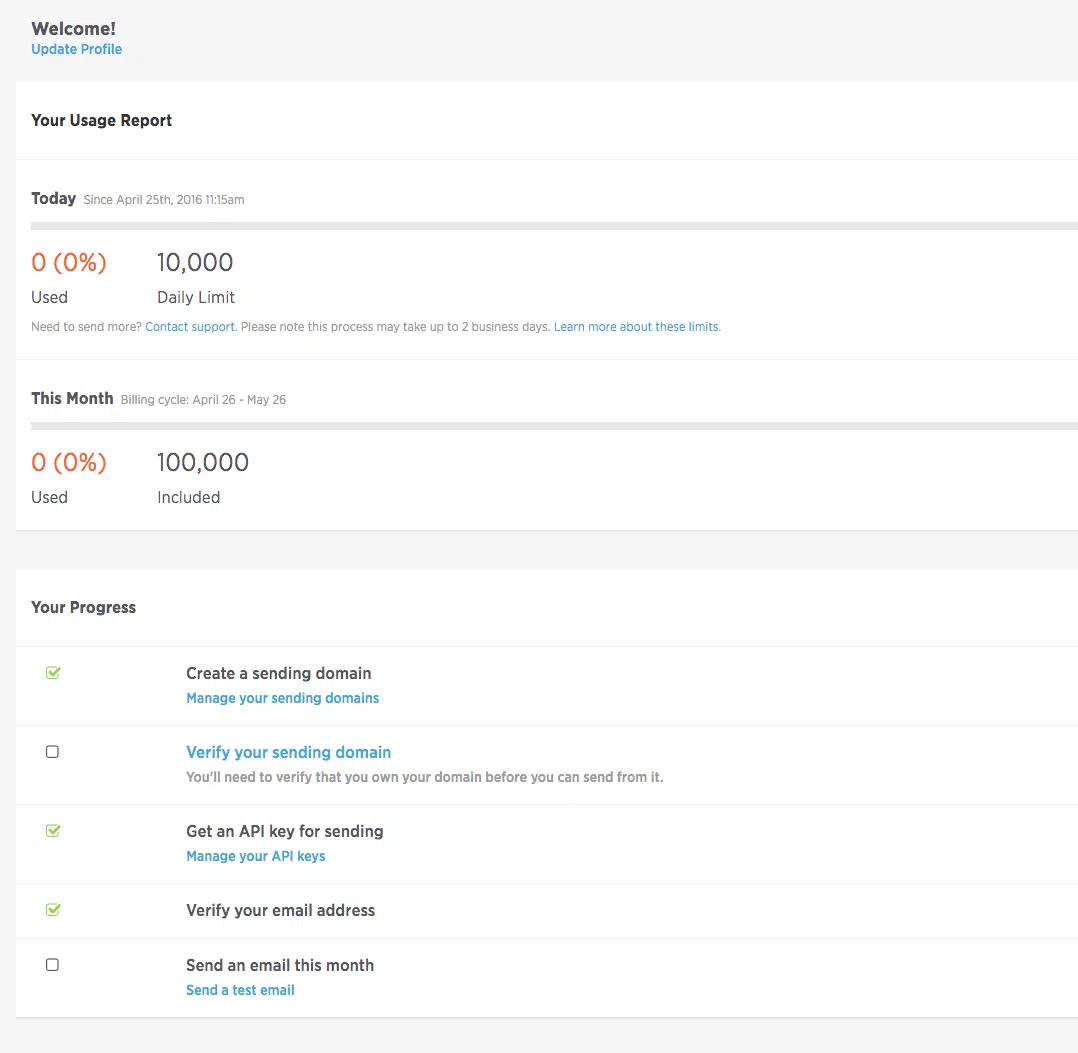 Welcome!
Update Profile
Your Usage Report
Today Since April 25th, 2016 11:15am
0 (0%) 10,000
Used Daily Limit
Need to send more? Contact support. Please note this process may take up to 2 business days. Learn more about these limits.
This Month Billing cycle: April 26 - May 26
0 (0%) 100,000
Used Included
Your Progress
Create a sending domain
Manage your sending domains
Verify your sending domain
You'll need to verify that you own your domain before you can send from it.
Get an API key for sending
Manage your API keys
Verify your email address
Send an email this month
Send a test email